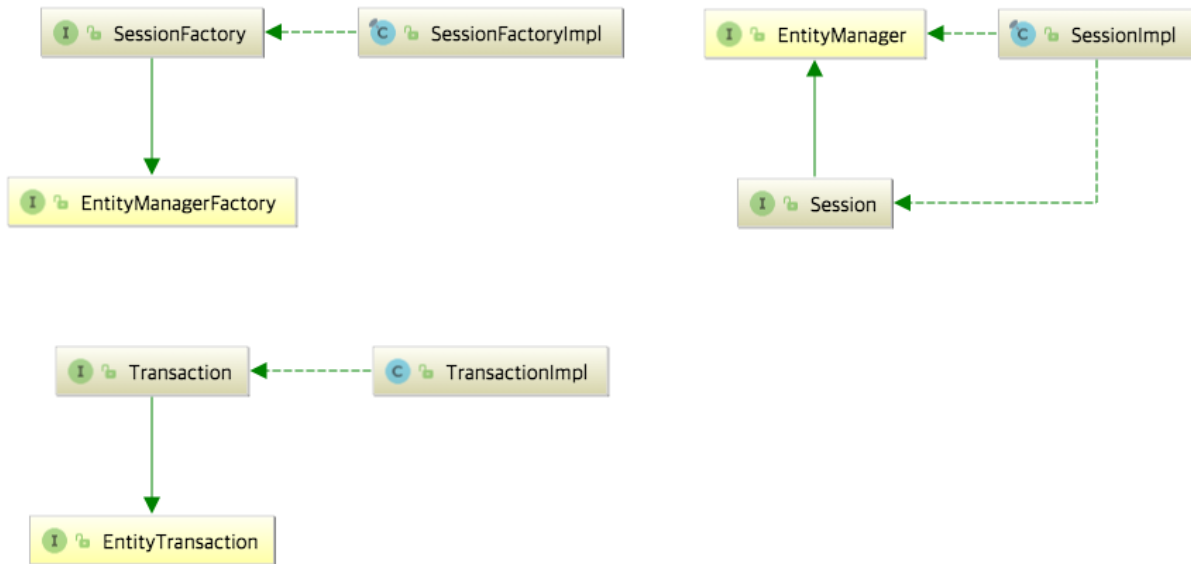 I SessionFactory
C SessionFactoryImpl
I EntityManager
C SessionImpl
I EntityManagerFactory
I Session
I Transaction
C TransactionImpl
I EntityTransaction